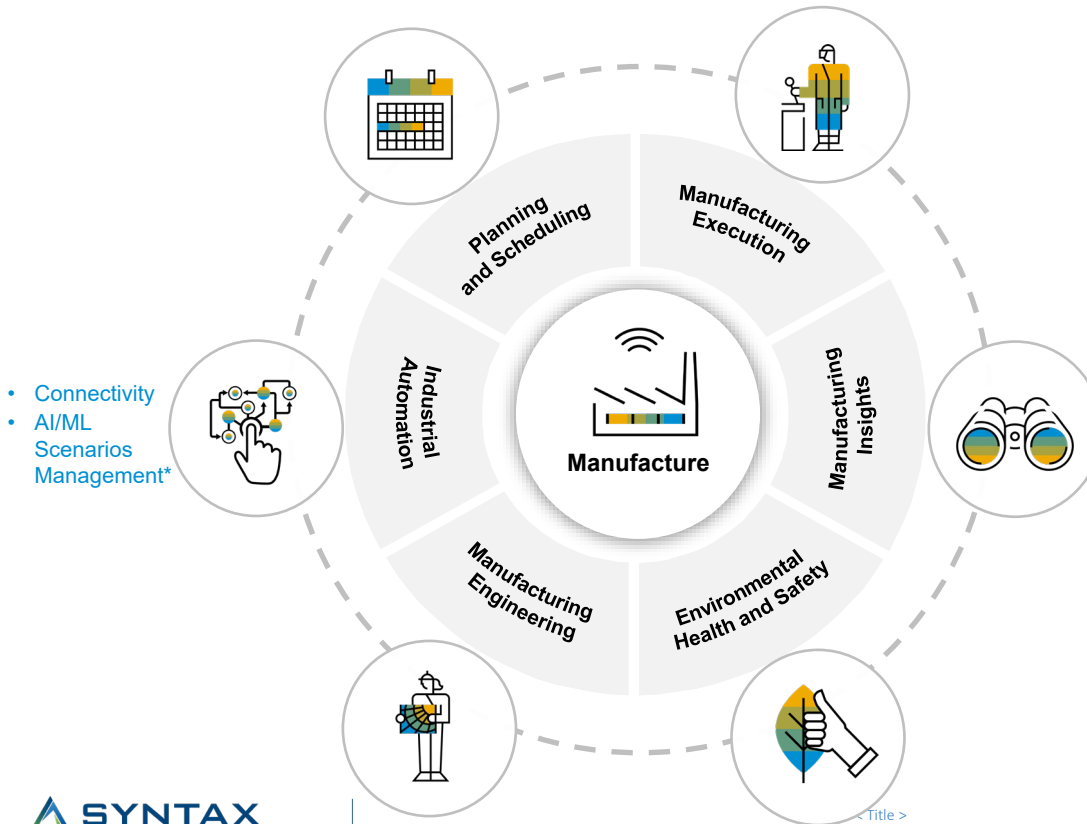 Planning
and Scheduling
Manufacturing
Execution
Industrial
Automation
Manufacturing
Insights
• Connectivity
• AI/ML
Scenarios
Management*
Manufacture
Manufacturing
Engineering
Environmental
Health and Safety
SYNTAX
< Title >